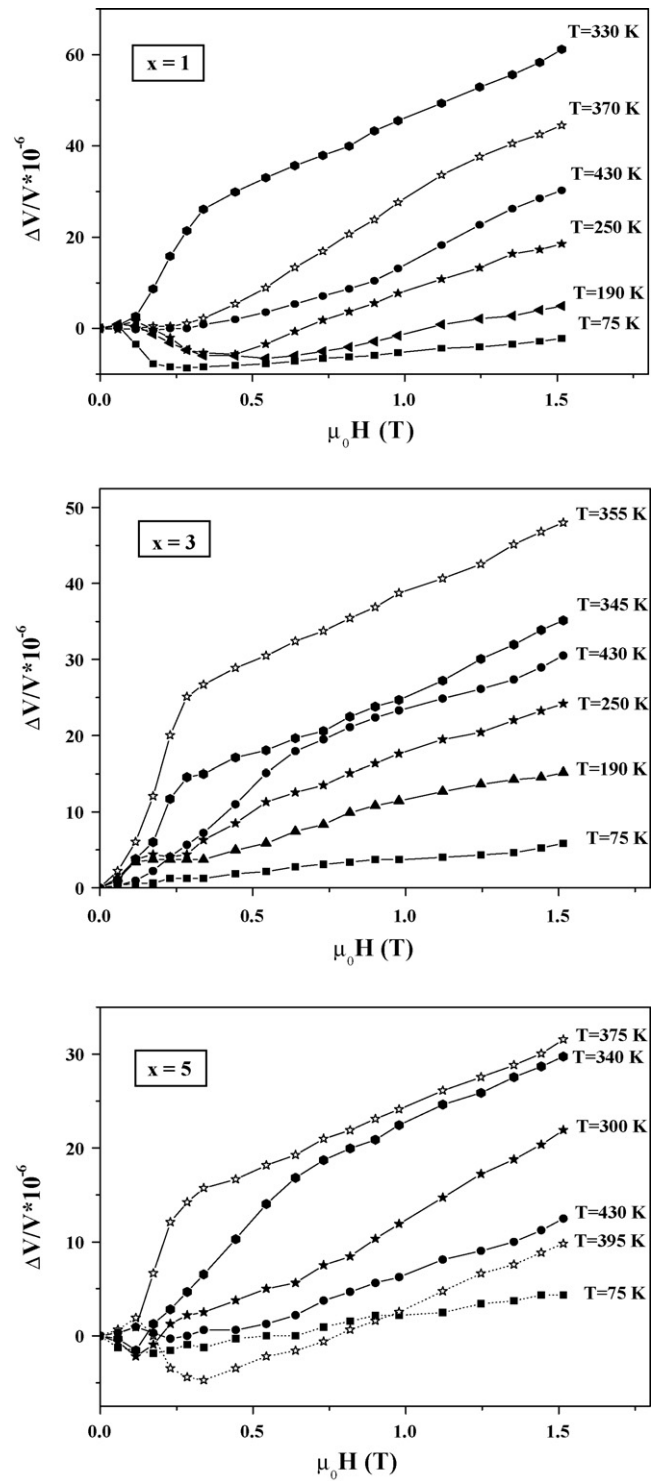 x = 1
T=330 K
T=370 K
T=430 K
T=250 K
T=190 K
T=75 K
60
40
20
0
ΔV/V*10⁻⁶
0.0 0.5 1.0 1.5
μ₀H (T)
x = 3
T=355 K
T=345 K
T=430 K
T=250 K
T=190 K
T=75 K
50
40
30
20
10
0
ΔV/V*10⁻⁶
0.0 0.5 1.0 1.5
μ₀H (T)
x = 5
T=375 K
T=340 K
T=300 K
T=430 K
T=395 K
T=75 K
30
20
10
0
ΔV/V*10⁻⁶
0.0 0.5 1.0 1.5
μ₀H (T)